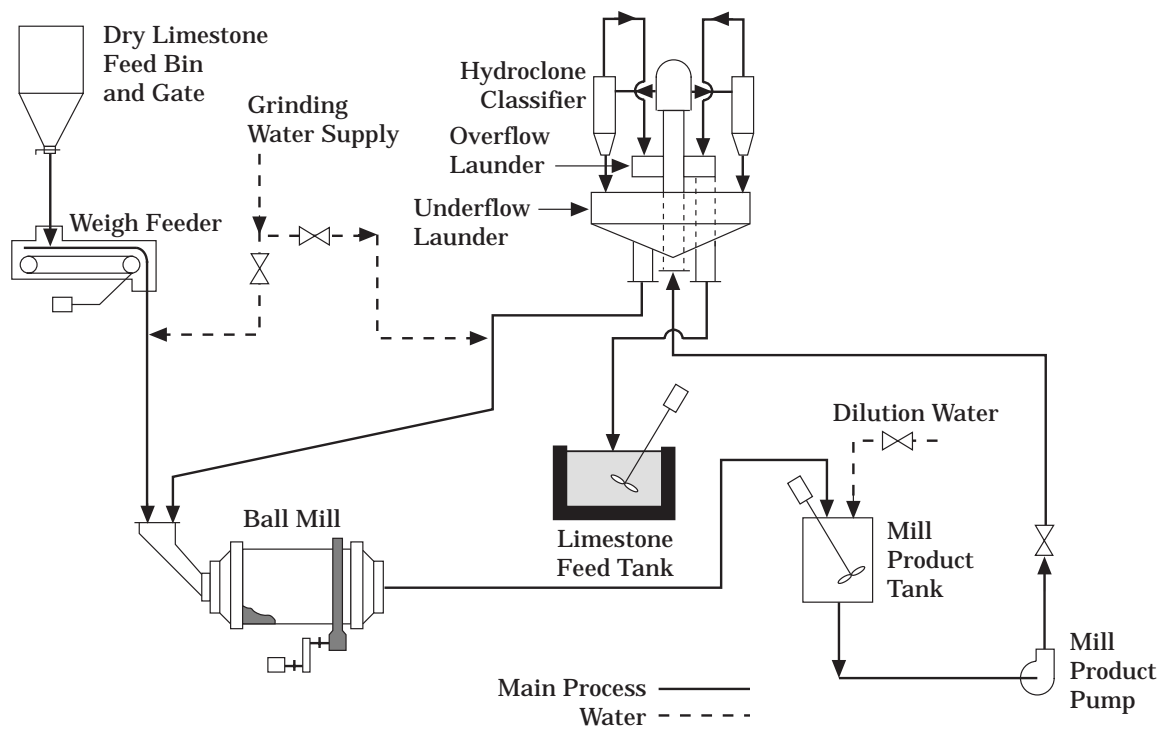 Dry Limestone
Feed Bin
and Gate
Grinding
Water Supply
Hydroclone
Classifier
Overflow
Launder
Underflow
Launder
Weigh Feeder
Dilution Water
Ball Mill
Limestone
Feed Tank
Mill
Product
Tank
Mill
Product
Pump
Main Process
Water